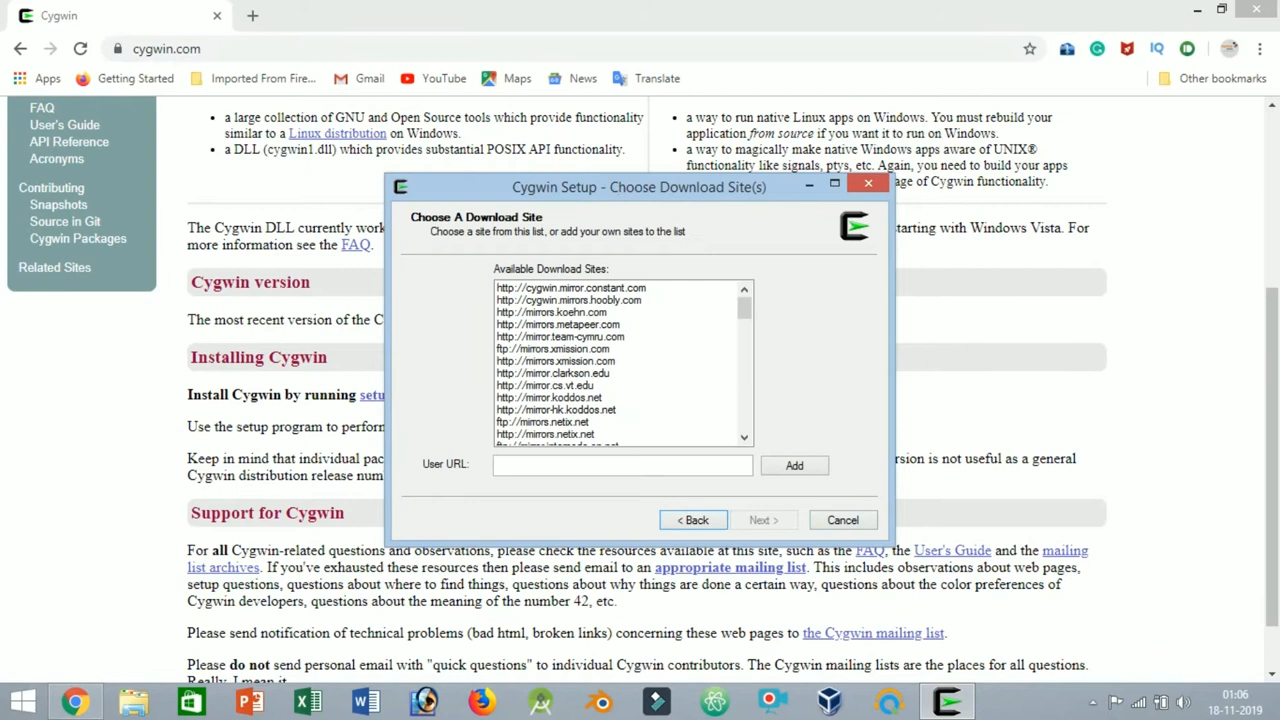 Cygwin
cygwin.com
Apps
Getting Started
Imported From Fire...
Gmail
YouTube
Maps
News
Translate
Other bookmarks
FAQ
User's Guide
API Reference
Acronyms
Contributing
Snapshots
Source in Git
Cygwin Packages
Related Sites
a large collection of GNU and Open Source tools which provide functionality
similar to a Linux distribution on Windows.
a DLL (cygwin1.dll) which provides substantial POSIX API functionality.
a way to run native Linux apps on Windows. You must rebuild your
application from source if you want it to run on Windows.
a way to magically make native Windows apps aware of UNIX®
functionality like signals, ptys, etc. Again, you need to build your apps
age of Cygwin functionality.
The Cygwin DLL currently work
starting with Windows Vista. For
more information see the FAQ.
Cygwin version
The most recent version of the C
Installing Cygwin
Install Cygwin by running setu
Use the setup program to perform
Keep in mind that individual pac
ersion is not useful as a general
Cygwin distribution release num
Support for Cygwin
For all Cygwin-related questions and observations, please check the resources available at this site, such as the FAQ, the User's Guide and the mailing
list archives. If you've exhausted these resources then please send email to an appropriate mailing list. This includes observations about web pages,
setup questions, questions about where to find things, questions about why things are done a certain way, questions about the color preferences of
Cygwin developers, questions about the meaning of the number 42, etc.
Please send notification of technical problems (bad html, broken links) concerning these web pages to the Cygwin mailing list.
Please do not send personal email with "quick questions" to individual Cygwin contributors. The Cygwin mailing lists are the places for all questions.
Really. I mean it.
Cygwin Setup - Choose Download Site(s)
Choose A Download Site
Choose a site from this list, or add your own sites to the list
Available Download Sites:
http://cygwin.mirror.constant.com
http://cygwin.mirrors.hoobly.com
http://mirrors.koehn.com
http://mirrors.metapeer.com
http://mirror.team-cymru.com
ftp://mirrors.xmission.com
http://mirrors.xmission.com
http://mirror.clarkson.edu
http://mirror.cs.vt.edu
http://mirror.koddos.net
http://mirror-hk.koddos.net
ftp://mirrors.netix.net
http://mirrors.netix.net
User URL:
Add
< Back
Next >
Cancel
01:06
18-11-2019